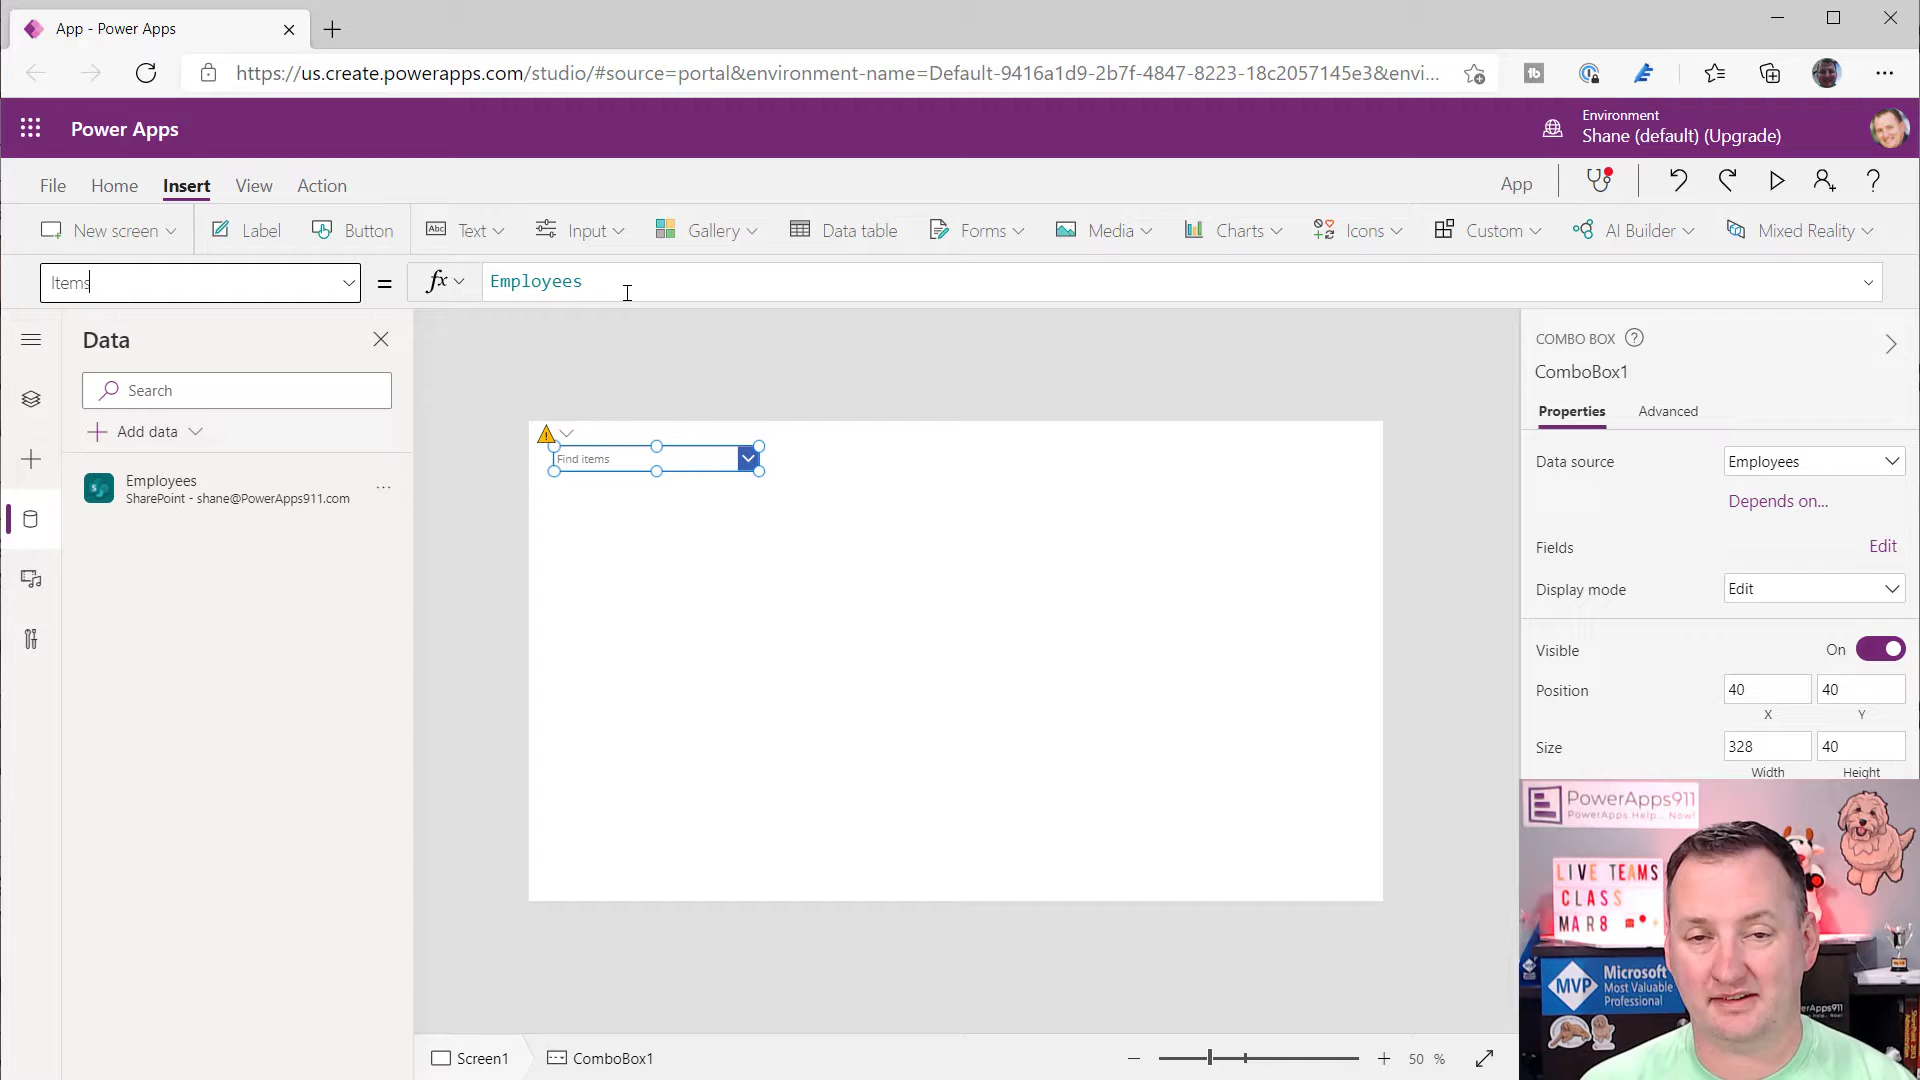 App - Power Apps
https://us.create.powerapps.com/studio/#source=portal&environment-name=Default-9416a1d9-2b7f-4847-8223-18c2057145e3&envi...
Power Apps
Environment
Shane (default) (Upgrade)
File Home Insert View Action
App
New screen Label Button Abc Text Input Gallery Data table Forms Media Charts Icons Custom AI Builder Mixed Reality
Items = fx Employees
Data
Search
Add data
Employees
SharePoint - shane@PowerApps911.com
Find items
COMBO BOX
ComboBox1
Properties Advanced
Data source Employees
Depends on...
Fields Edit
Display mode Edit
Visible On
Position 40 40
X Y
Size 328 40
Width Height
PowerApps911
PowerApps Help... Now!
LIVE TEAMS
CLASS
MAR 8
MVP
Microsoft
Most Valuable
Professional
Screen1 ComboBox1
50 %